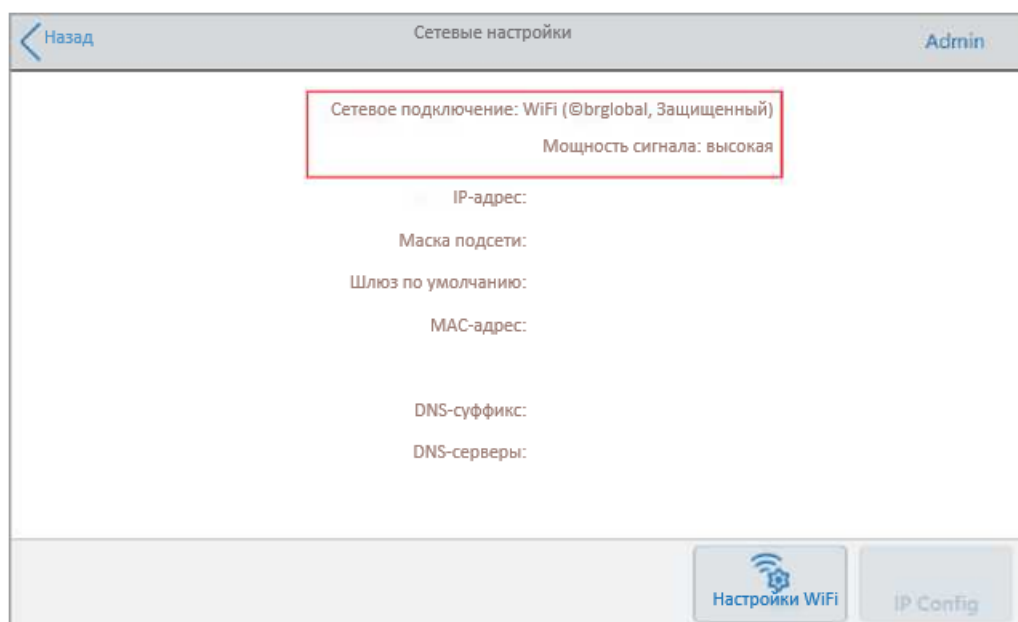 Назад
Сетевые настройки
Admin
Сетевое подключение: WiFi (©brglobal, Защищенный)
Мощность сигнала: высокая
IP-адрес:
Маска подсети:
Шлюз по умолчанию:
MAC-адрес:
DNS-суффикс:
DNS-серверы:
Настройки WiFi
IP Config